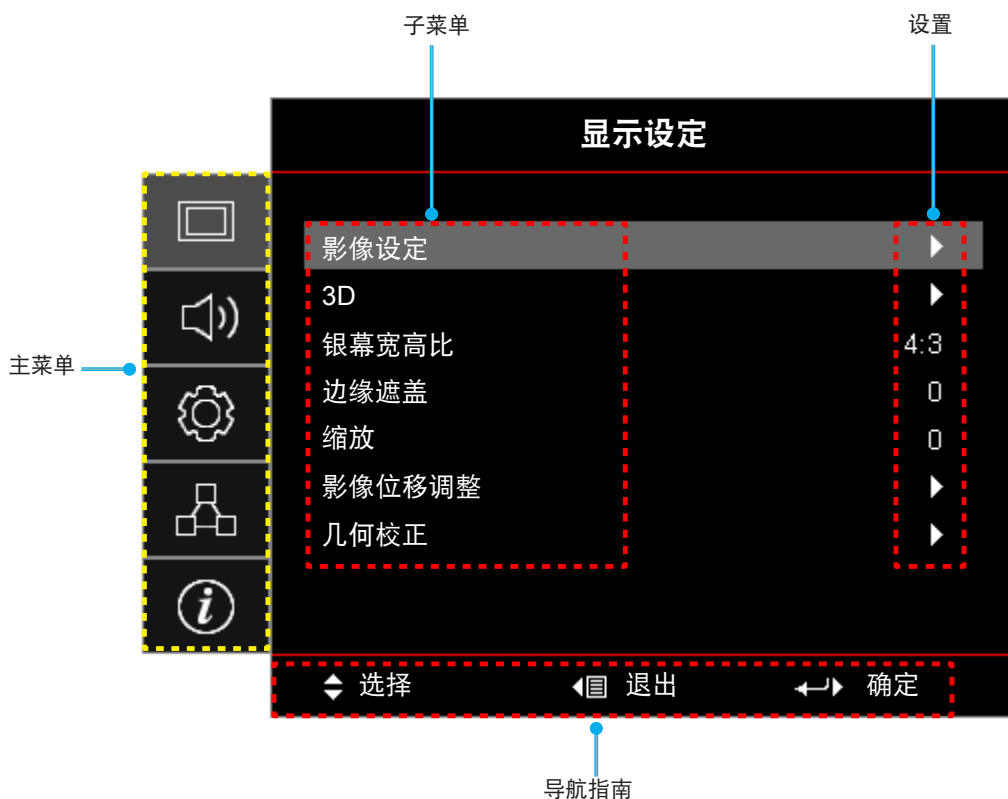 子菜单
设置
显示设定
影像设定
3D
银幕宽高比 4:3
边缘遮盖 0
缩放 0
影像位移调整
几何校正
主菜单
选择 退出 确定
导航指南